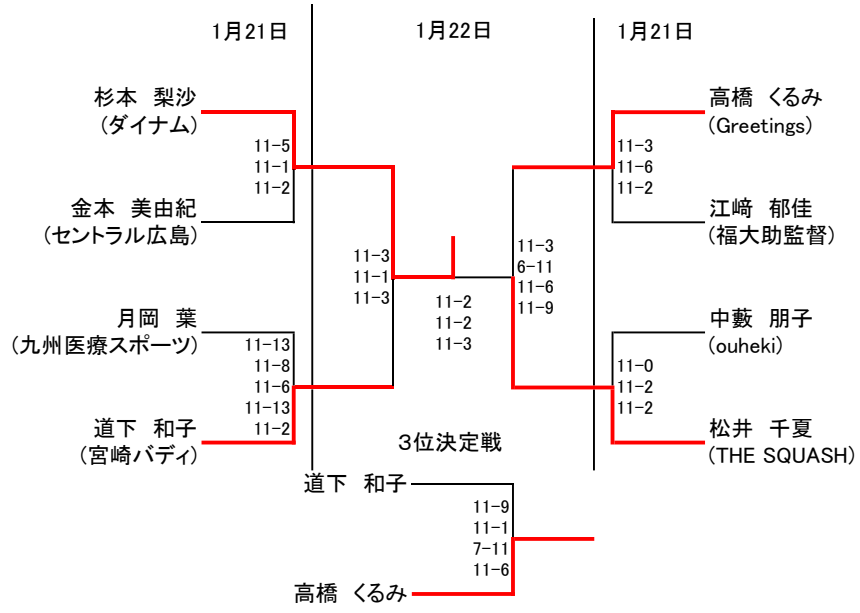 1月21日
1月22日
1月21日
杉本　梨沙
(ダイナム)
11-5
11-1
11-2
金本　美由紀
(セントラル広島)
11-3
11-1
11-3
月岡　葉
(九州医療スポーツ)
11-13
11-8
11-6
11-13
11-2
道下　和子
(宮崎バディ)
11-2
11-2
11-3
11-3
6-11
11-6
11-9
高橋　くるみ
(Greetings)
11-3
11-6
11-2
江﨑　郁佳
(福大助監督)
中藪　朋子
(ouheki)
11-0
11-2
11-2
松井　千夏
(THE SQUASH)
3位決定戦
道下　和子
11-9
11-1
7-11
11-6
高橋　くるみ